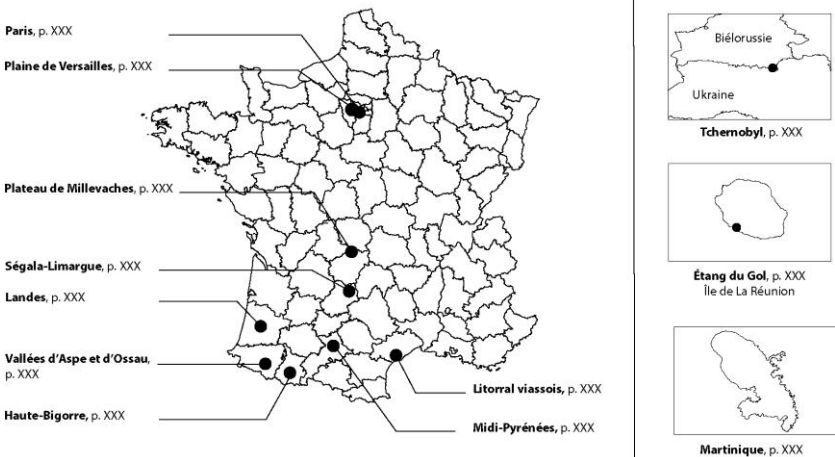 Paris, p. XXX
Plaine de Versailles, p. XXX
Plateau de Millevaches, p. XXX
Ségala-Limargue, p. XXX
Landes, p. XXX
Vallées d'Aspe et d'Ossau,
p. XXX
Haute-Bigorre, p. XXX
Litorral viassois, p. XXX
Midi-Pyrénées, p. XXX
Biélorussie
Ukraine
Tchernobyl, p. XXX
Étang du Gol, p. XXX
Île de La Réunion
Martinique, p. XXX